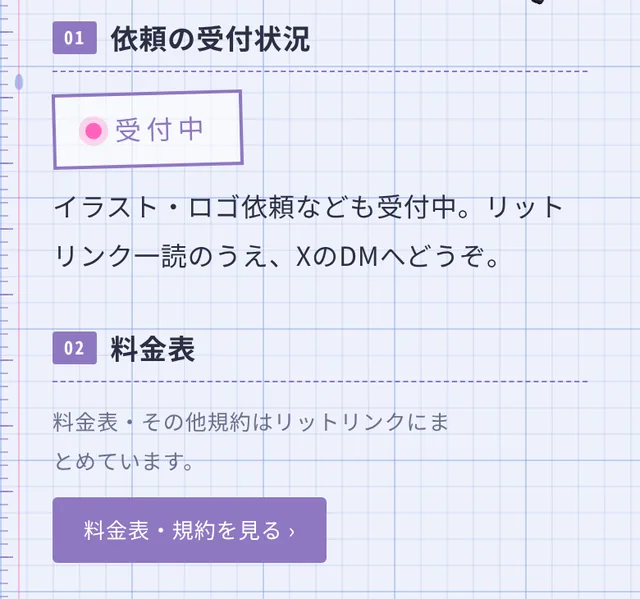 01 依頼の受付状況
受付中
イラスト・ロゴ依頼なども受付中。リット
リンク一読のうえ、XのDMへどうぞ。
02 料金表
料金表・その他規約はリットリンクにま
とめています。
料金表・規約を見る ›